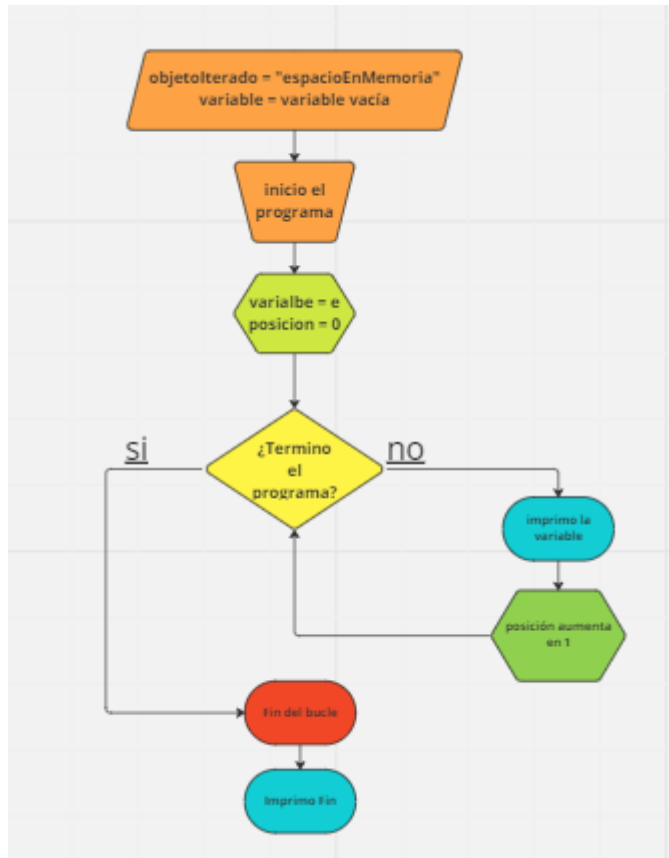 objetoIterado = "espacioEnMemoria"
variable = variable vacía
inicio el
programa
varialbe = e
posicion = 0
¿Termino
el
programa?
si
no
imprimo la
variable
posición aumenta
en 1
Fin del bucle
Imprimo Fin